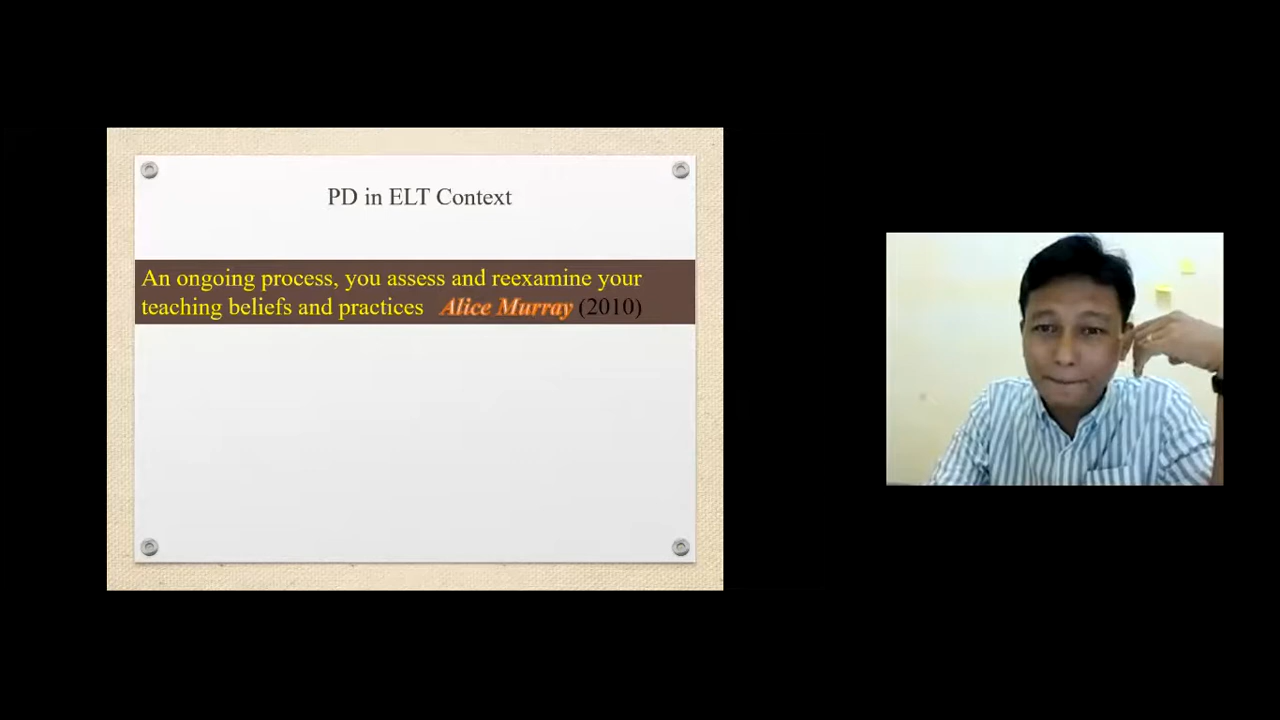 PD in ELT Context
An ongoing process, you assess and reexamine your
teaching beliefs and practices Alice Murray (2010)